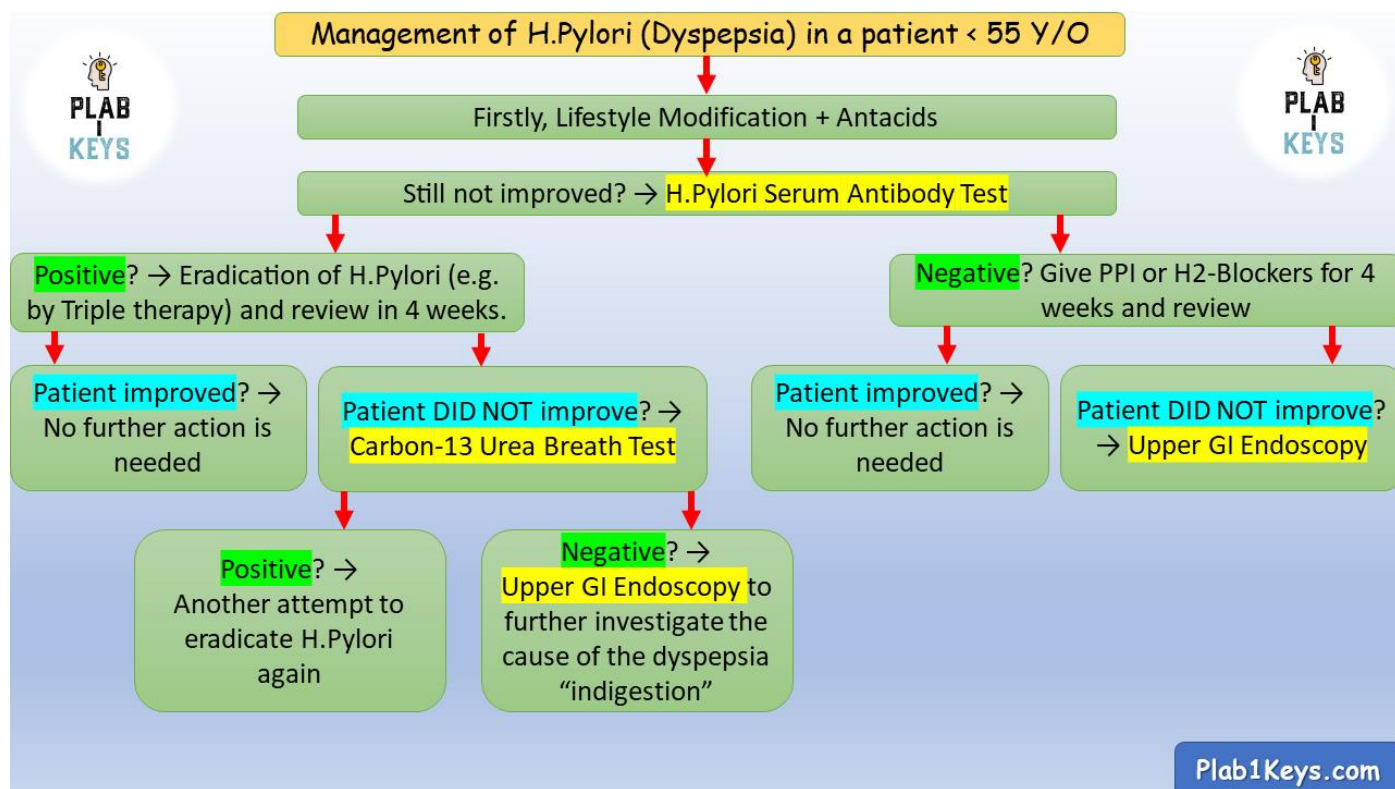 Management of H.Pylori (Dyspepsia) in a patient < 55 Y/O
PLAB
I
KEYS
PLAB
I
KEYS
Firstly, Lifestyle Modification + Antacids
Still not improved? → H.Pylori Serum Antibody Test
Positive? → Eradication of H.Pylori (e.g.
by Triple therapy) and review in 4 weeks.
Negative? Give PPI or H2-Blockers for 4
weeks and review
Patient improved? →
No further action is
needed
Patient DID NOT improve? →
Carbon-13 Urea Breath Test
Patient improved? →
No further action is
needed
Patient DID NOT improve?
→ Upper GI Endoscopy
Positive? →
Another attempt to
eradicate H.Pylori
again
Negative? →
Upper GI Endoscopy to
further investigate the
cause of the dyspepsia
“indigestion”
Plab1Keys.com